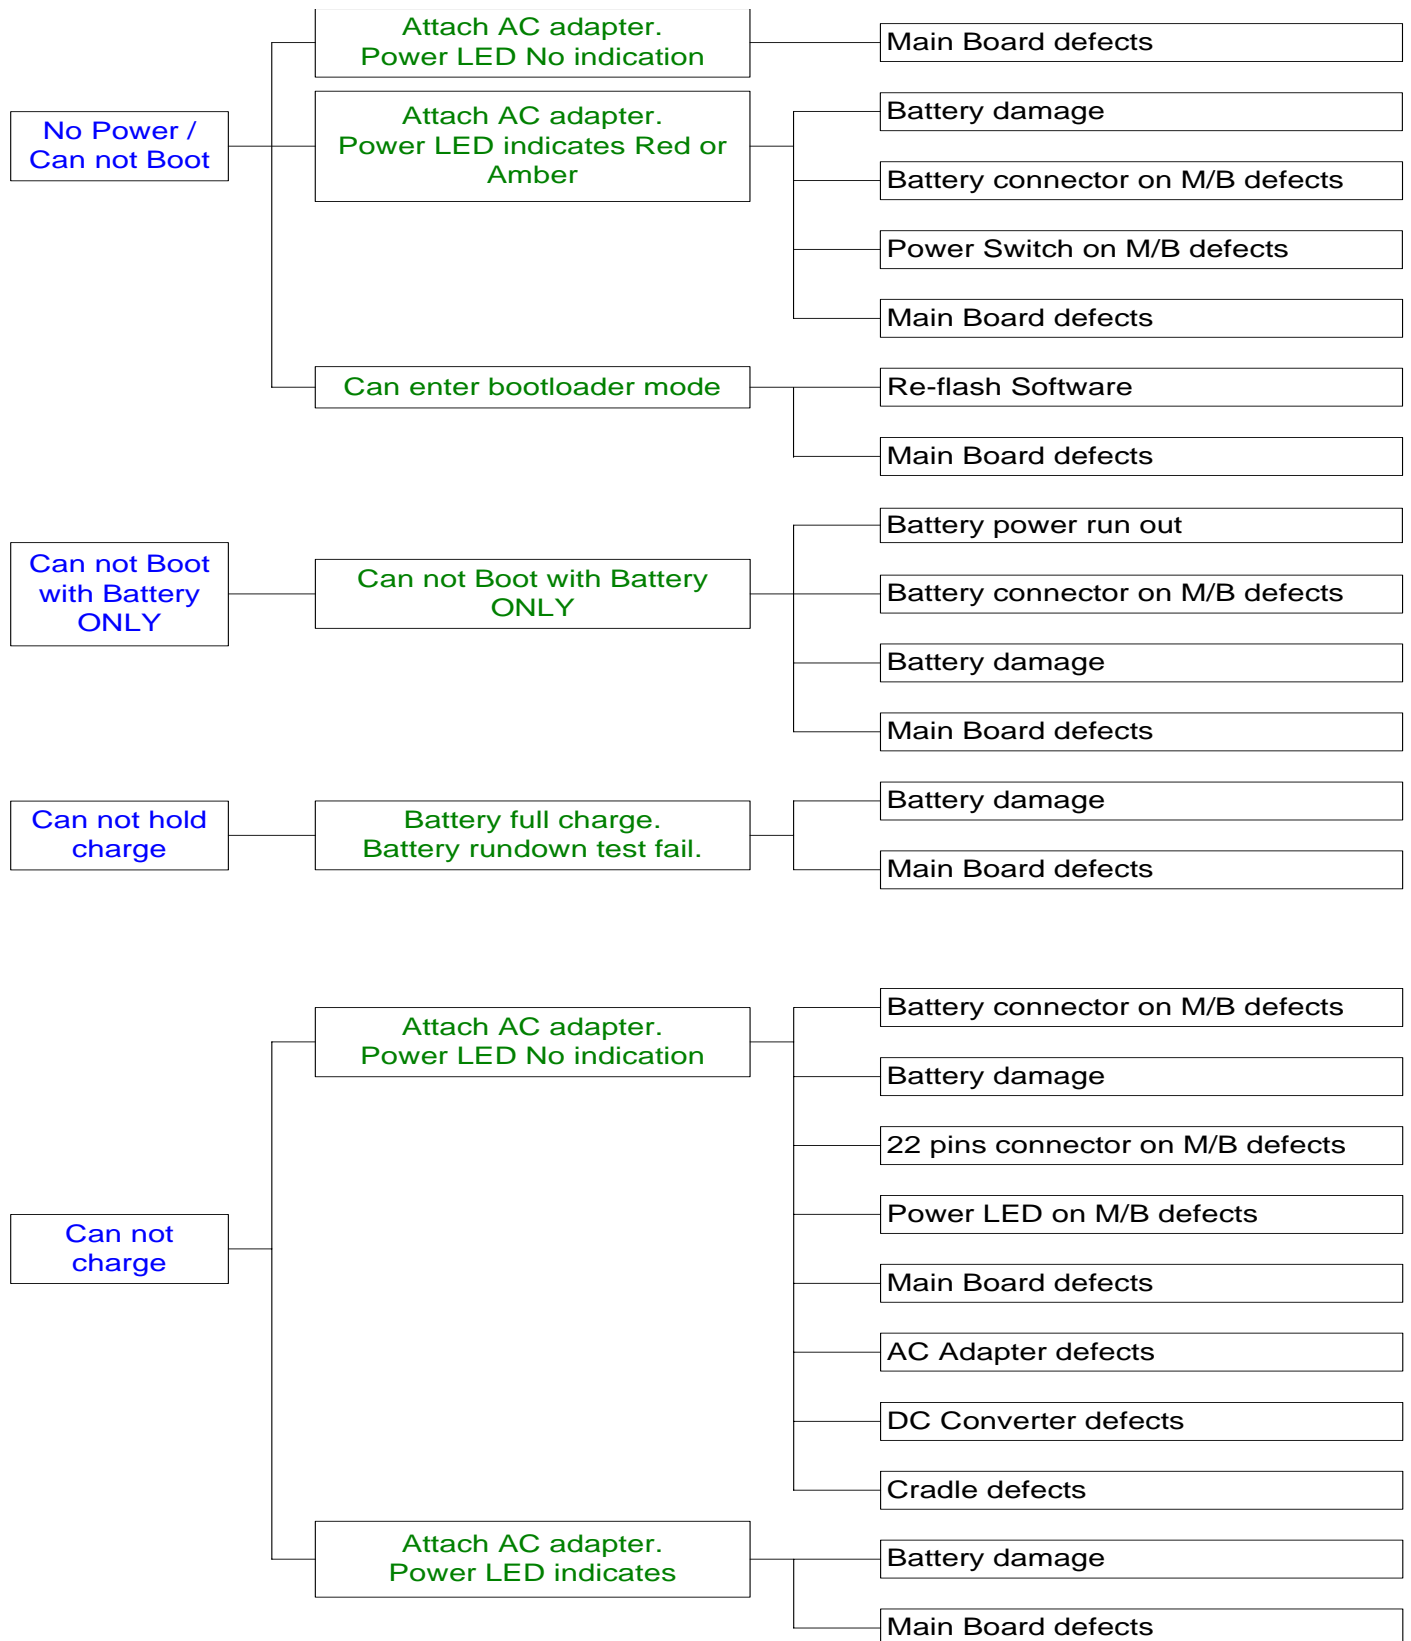 Attach AC adapter.
Power LED No indication
Main Board defects
No Power /
Can not Boot
Attach AC adapter.
Power LED indicates Red or
Amber
Battery damage
Battery connector on M/B defects
Power Switch on M/B defects
Main Board defects
Can enter bootloader mode
Re-flash Software
Main Board defects
Can not Boot
with Battery
ONLY
Can not Boot with Battery
ONLY
Battery power run out
Battery connector on M/B defects
Battery damage
Main Board defects
Can not hold
charge
Battery full charge.
Battery rundown test fail.
Battery damage
Main Board defects
Can not
charge
Attach AC adapter.
Power LED No indication
Battery connector on M/B defects
Battery damage
22 pins connector on M/B defects
Power LED on M/B defects
Main Board defects
AC Adapter defects
DC Converter defects
Cradle defects
Attach AC adapter.
Power LED indicates
Battery damage
Main Board defects